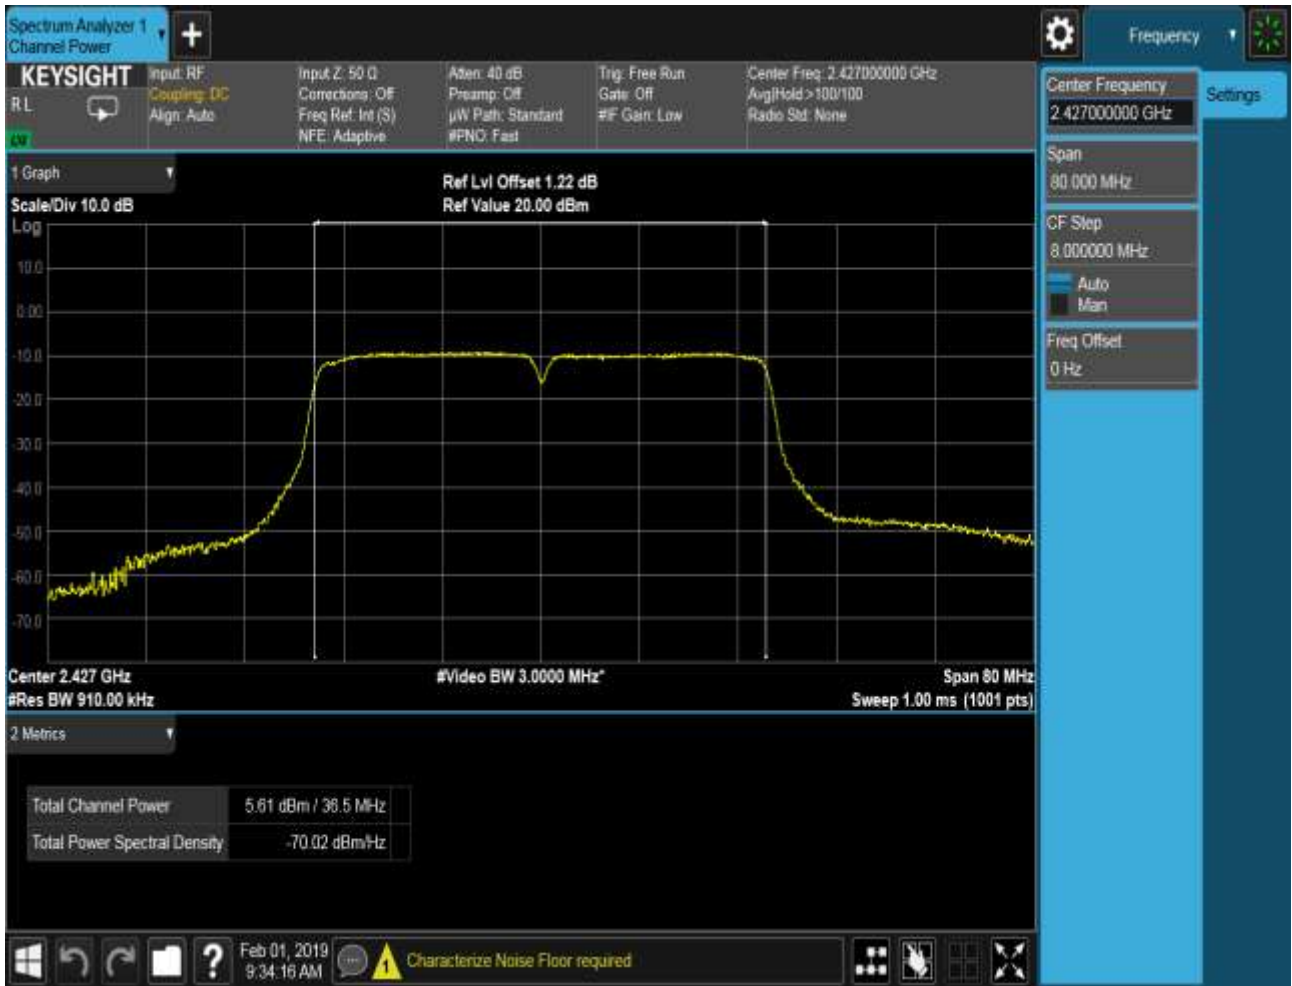 Spectrum Analyzer 1
Channel Power
Frequency
KEYSIGHT
R L
Input: RF
Coupling: DC
Align: Auto
Input Z: 50 Ω
Corrections: Off
Freq Ref: Int (S)
NFE: Adaptive
Atten: 40 dB
Preamp: Off
µW Path: Standard
#PNO: Fast
Trig: Free Run
Gate: Off
#IF Gain: Low
Center Freq: 2.427000000 GHz
Avg|Hold:>100/100
Radio Std: None
Center Frequency
2.427000000 GHz
Settings
Span
80.000 MHz
CF Step
8.000000 MHz
Auto
Man
Freq Offset
0 Hz
1 Graph
Scale/Div 10.0 dB
Ref Lvl Offset 1.22 dB
Ref Value 20.00 dBm
Log
10.0
0.00
-10.0
-20.0
-30.0
-40.0
-50.0
-60.0
-70.0
Center 2.427 GHz
#Video BW 3.0000 MHz*
Span 80 MHz
#Res BW 910.00 kHz
Sweep 1.00 ms (1001 pts)
2 Metrics
Total Channel Power
5.61 dBm / 36.5 MHz
Total Power Spectral Density
-70.02 dBm/Hz
?
Feb 01, 2019
9:34:16 AM
1
Characterize Noise Floor required